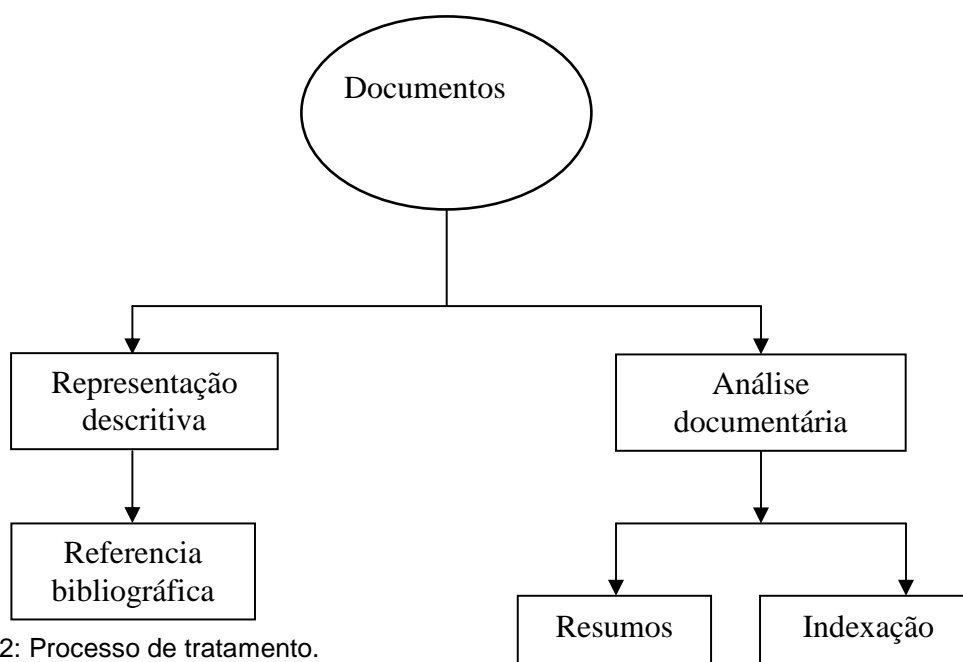 Documentos
Representação
descritiva
Análise
documentária
Referencia
bibliográfica
Resumos
Indexação
2: Processo de tratamento.